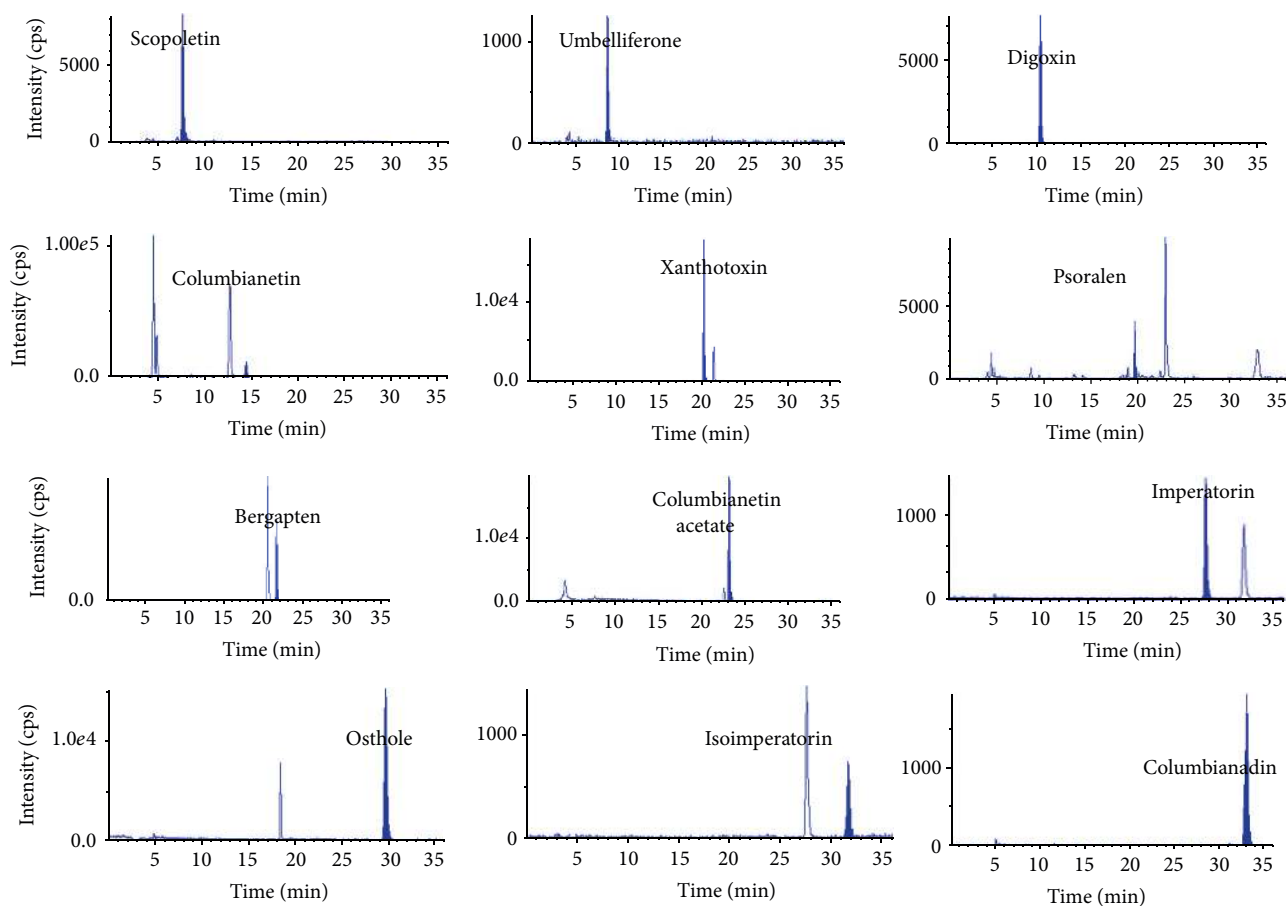 Intensity (cps)
Scopoletin
5000
0
5 10 15 20 25 30 35
Time (min)
Umbelliferone
1000
0
5 10 15 20 25 30 35
Time (min)
Digoxin
5000
0
5 10 15 20 25 30 35
Time (min)
Intensity (cps)
1.00e5
Columbianetin
0.0
5 10 15 20 25 30 35
Time (min)
Xanthotoxin
1.0e4
0.0
5 10 15 20 25 30 35
Time (min)
Psoralen
5000
0
5 10 15 20 25 30 35
Time (min)
Intensity (cps)
Bergapten
0.0
5 10 15 20 25 30 35
Time (min)
Columbianetin
acetate
1.0e4
0.0
5 10 15 20 25 30 35
Time (min)
Imperatorin
1000
0
5 10 15 20 25 30 35
Time (min)
Intensity (cps)
1.0e4
Osthole
0.0
5 10 15 20 25 30 35
Time (min)
1000
Isoimperatorin
0
5 10 15 20 25 30 35
Time (min)
1000
Columbianadin
0
5 10 15 20 25 30 35
Time (min)